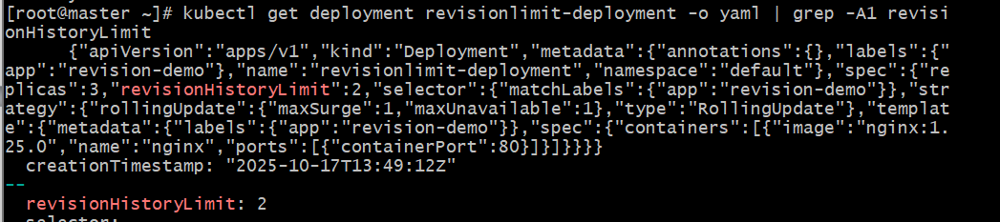 [root@master ~]# kubectl get deployment revisionlimit-deployment -o yaml | grep -A1 revisi
onHistoryLimit
      {"apiVersion":"apps/v1","kind":"Deployment","metadata":{"annotations":{},"labels":{"
app":"revision-demo"},"name":"revisionlimit-deployment","namespace":"default"},"spec":{"re
plicas":3,"revisionHistoryLimit":2,"selector":{"matchLabels":{"app":"revision-demo"}},"str
ategy":{"rollingUpdate":{"maxSurge":1,"maxUnavailable":1},"type":"RollingUpdate"},"templat
e":{"metadata":{"labels":{"app":"revision-demo"}},"spec":{"containers":[{"image":"nginx:1.
25.0","name":"nginx","ports":[{"containerPort":80}]}]}}}}
  creationTimestamp: "2025-10-17T13:49:12Z"
--
  revisionHistoryLimit: 2
  selector: